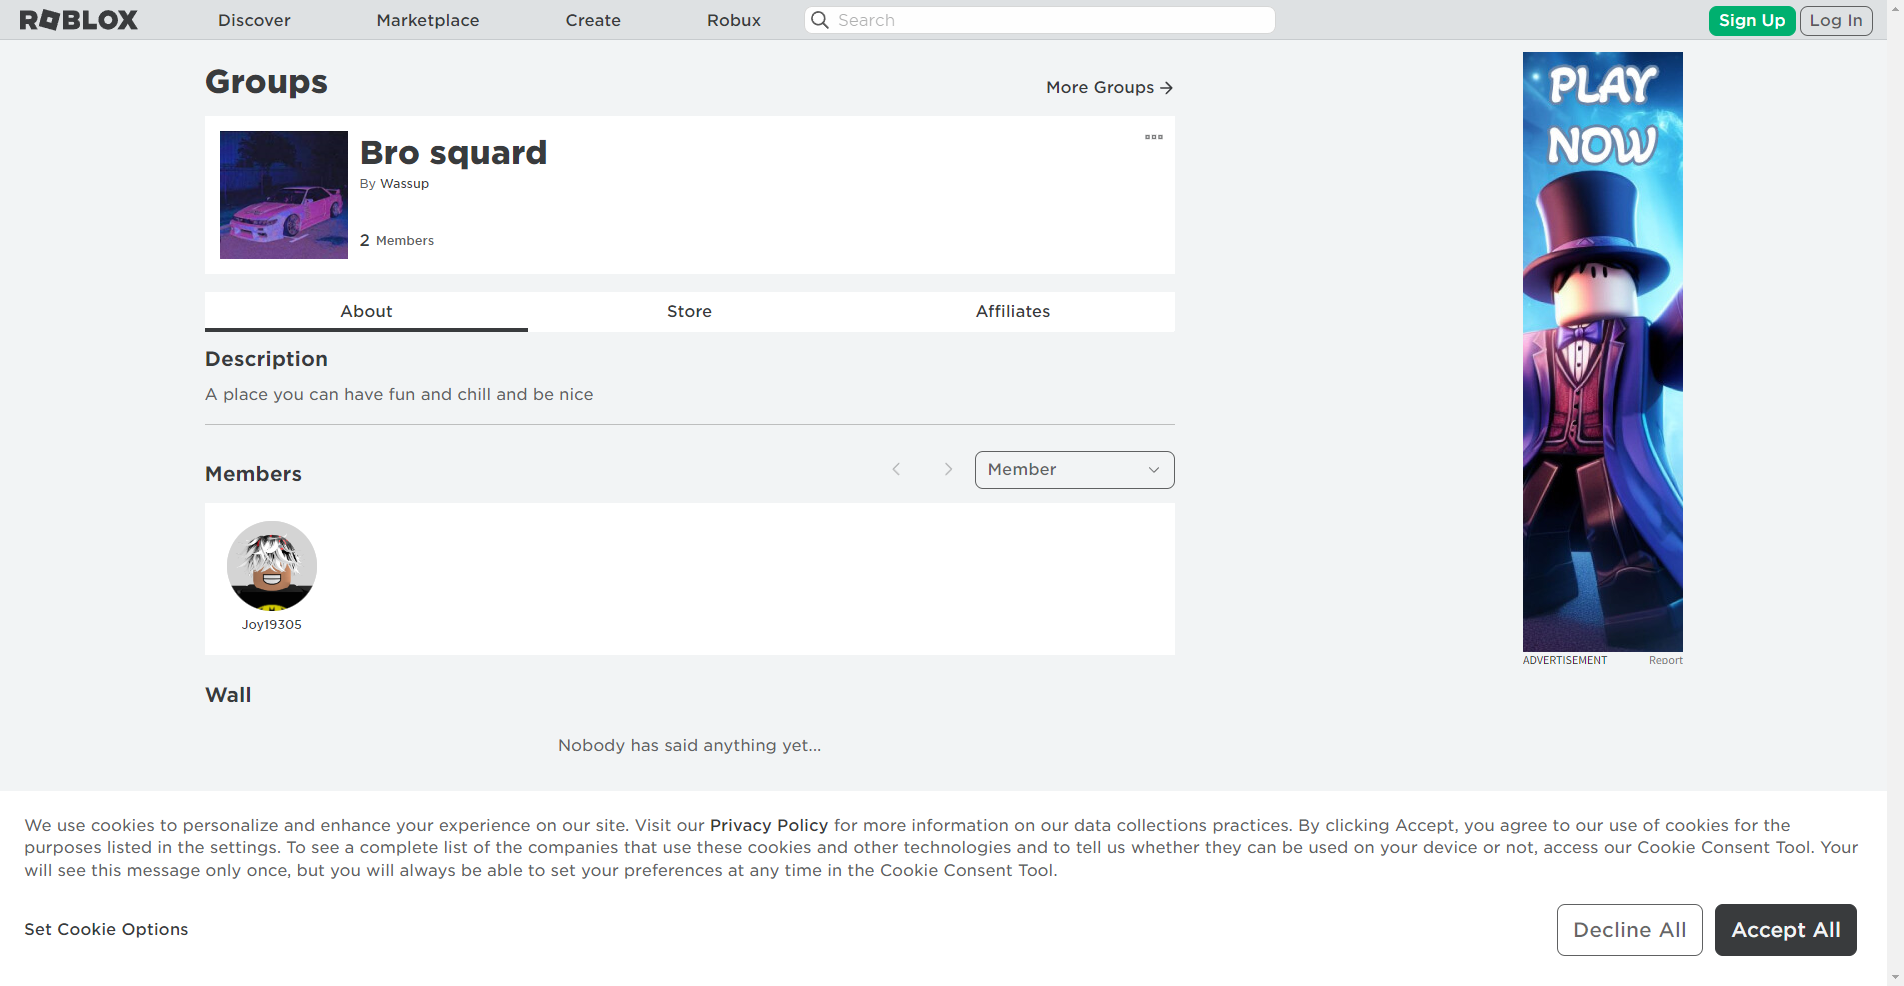 ROBLOX
Discover
Marketplace
Create
Robux
Search
Sign Up
Log In
Groups
More Groups
Bro squard
By Wassup
2 Members
About
Store
Affiliates
Description
A place you can have fun and chill and be nice
Members
Member
Joy19305
Wall
Nobody has said anything yet...
PLAY
NOW
ADVERTISEMENT
Report
We use cookies to personalize and enhance your experience on our site. Visit our Privacy Policy for more information on our data collections practices. By clicking Accept, you agree to our use of cookies for the
purposes listed in the settings. To see a complete list of the companies that use these cookies and other technologies and to tell us whether they can be used on your device or not, access our Cookie Consent Tool. Your
will see this message only once, but you will always be able to set your preferences at any time in the Cookie Consent Tool.
Set Cookie Options
Decline All
Accept All